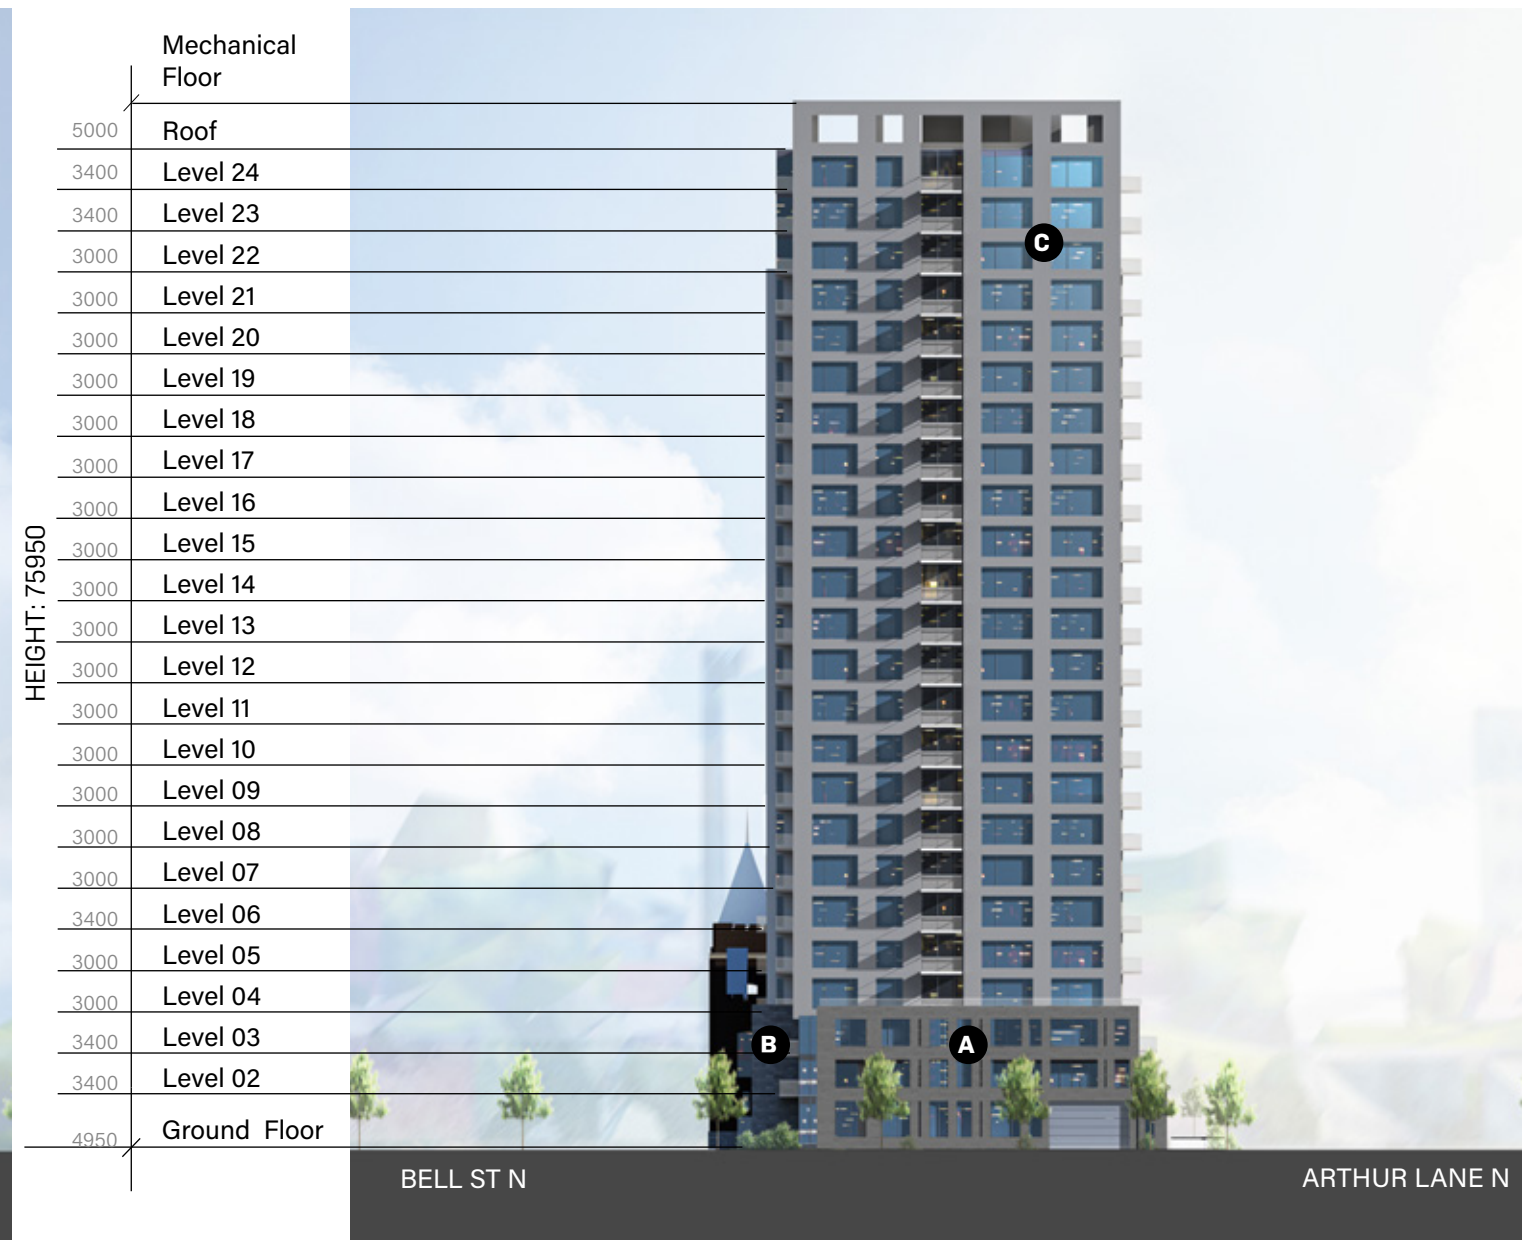 Mechanical
Floor
5000 Roof
3400 Level 24
3400 Level 23
3000 Level 22
3000 Level 21
3000 Level 20
3000 Level 19
3000 Level 18
3000 Level 17
3000 Level 16
3000 Level 15
3000 Level 14
3000 Level 13
3000 Level 12
3000 Level 11
3000 Level 10
3000 Level 09
3000 Level 08
3000 Level 07
3400 Level 06
3000 Level 05
3000 Level 04
3400 Level 03
3400 Level 02
4950 Ground Floor
HEIGHT: 75950
C
B
A
BELL ST N
ARTHUR LANE N